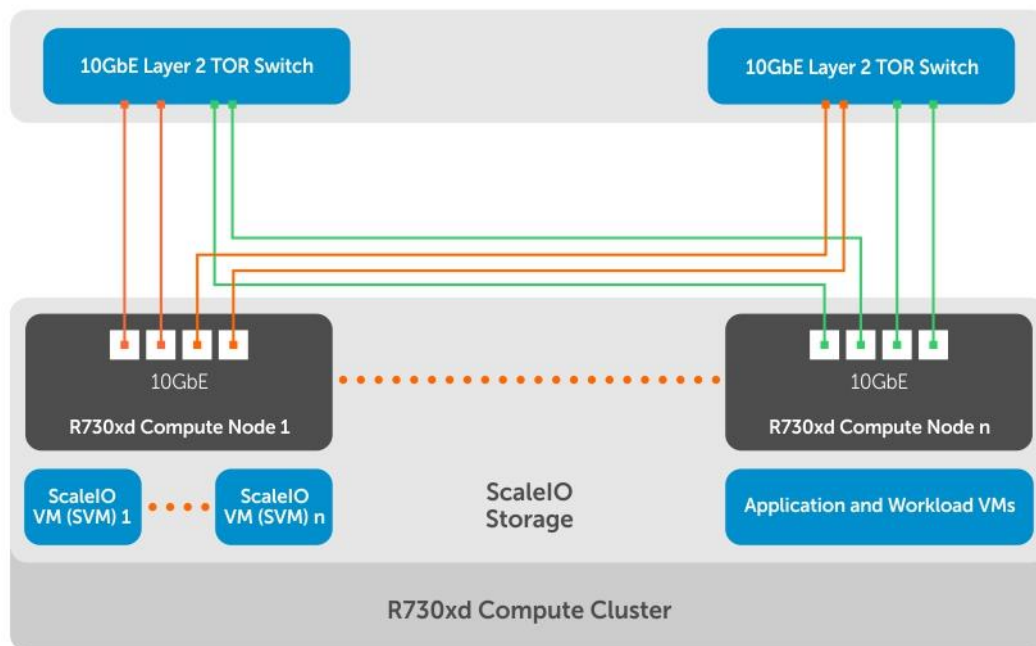 10GbE Layer 2 TOR Switch
10GbE Layer 2 TOR Switch
10GbE
R730xd Compute Node 1
10GbE
R730xd Compute Node n
ScaleIO
VM (SVM) 1
ScaleIO
VM (SVM) n
ScaleIO
Storage
Application and Workload VMs
R730xd Compute Cluster